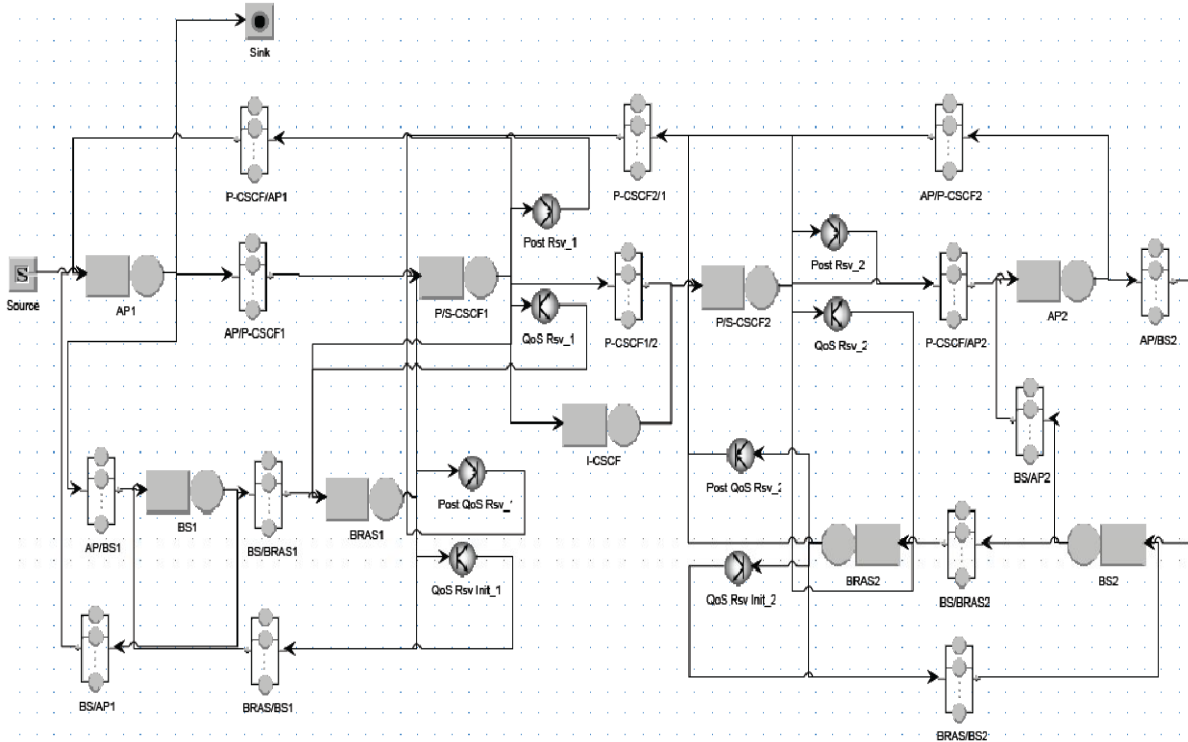 Sink
P-CSCF/AP1
P-CSCF2/1
AP/P-CSCF2
Post Rsv_1
Post Rsv_2
S
Source
AP1
AP/P-CSCF1
P/S-CSCF1
QoS Rsv_1
P-CSCF1/2
P/S-CSCF2
QoS Rsv_2
P-CSCF/AP2
AP2
AP/BS2
I-CSCF
BS/AP2
Post QoS Rsv_2
Post QoS Rsv_
AP/BS1
BS1
BS/BRAS1
BRAS1
QoS Rsv Init_1
QoS Rsv Init_2
BRAS2
BS/BRAS2
BS2
BS/AP1
BRAS/BS1
BRAS/BS2